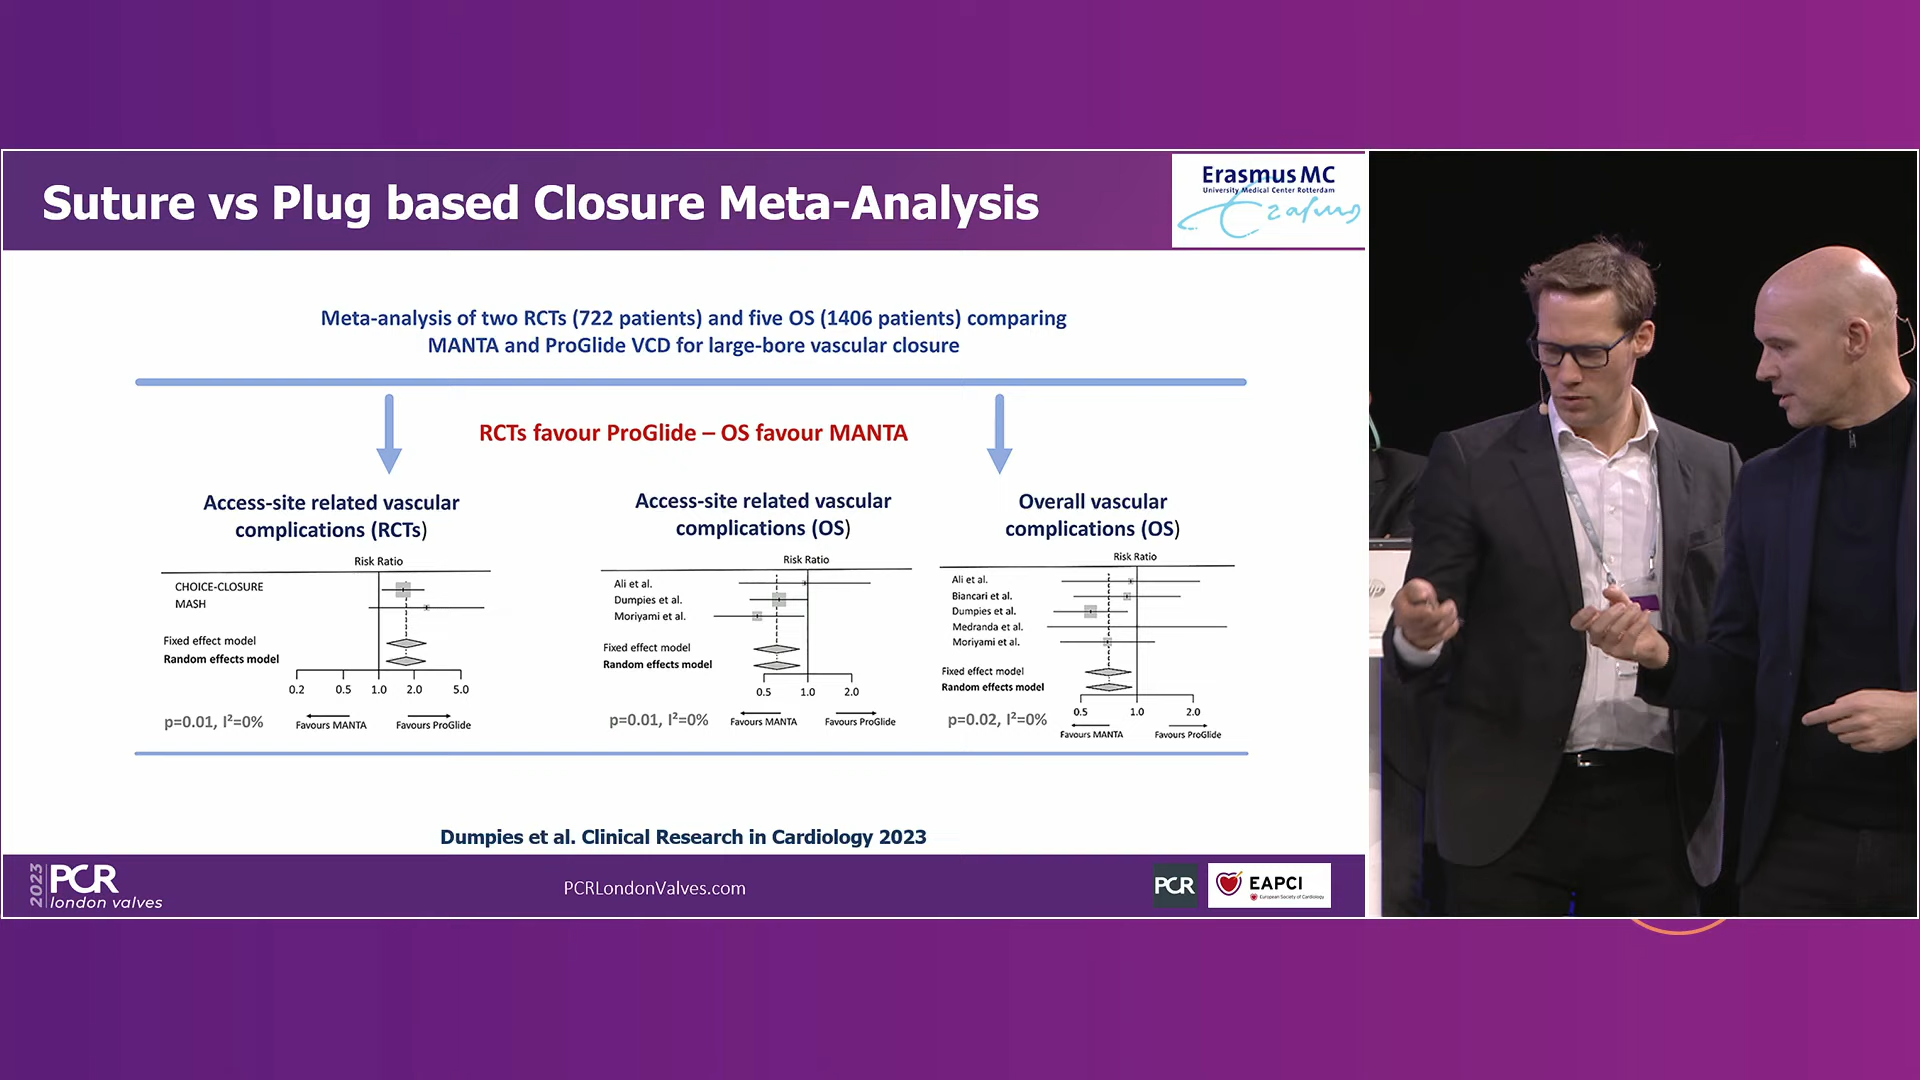 Suture vs Plug based Closure Meta-Analysis
Erasmus MC
University Medical Center Rotterdam
Erasmus
Meta-analysis of two RCTs (722 patients) and five OS (1406 patients) comparing
MANTA and ProGlide VCD for large-bore vascular closure
RCTs favour ProGlide – OS favour MANTA
Access-site related vascular
complications (RCTs)
Risk Ratio
CHOICE-CLOSURE
MASH
Fixed effect model
Random effects model
0.2 0.5 1.0 2.0 5.0
p=0.01, I²=0%
Favours MANTA Favours ProGlide
Access-site related vascular
complications (OS)
Risk Ratio
Ali et al.
Dumpies et al.
Moriyami et al.
Fixed effect model
Random effects model
0.5 1.0 2.0
p=0.01, I²=0%
Favours MANTA Favours ProGlide
Overall vascular
complications (OS)
Risk Ratio
Ali et al.
Biancari et al.
Dumpies et al.
Medranda et al.
Moriyami et al.
Fixed effect model
Random effects model
0.5 1.0 2.0
p=0.02, I²=0%
Favours MANTA Favours ProGlide
Dumpies et al. Clinical Research in Cardiology 2023
2023 PCR
london valves
PCRLondonValves.com
PCR
EAPCI
European Society of Cardiology
hp